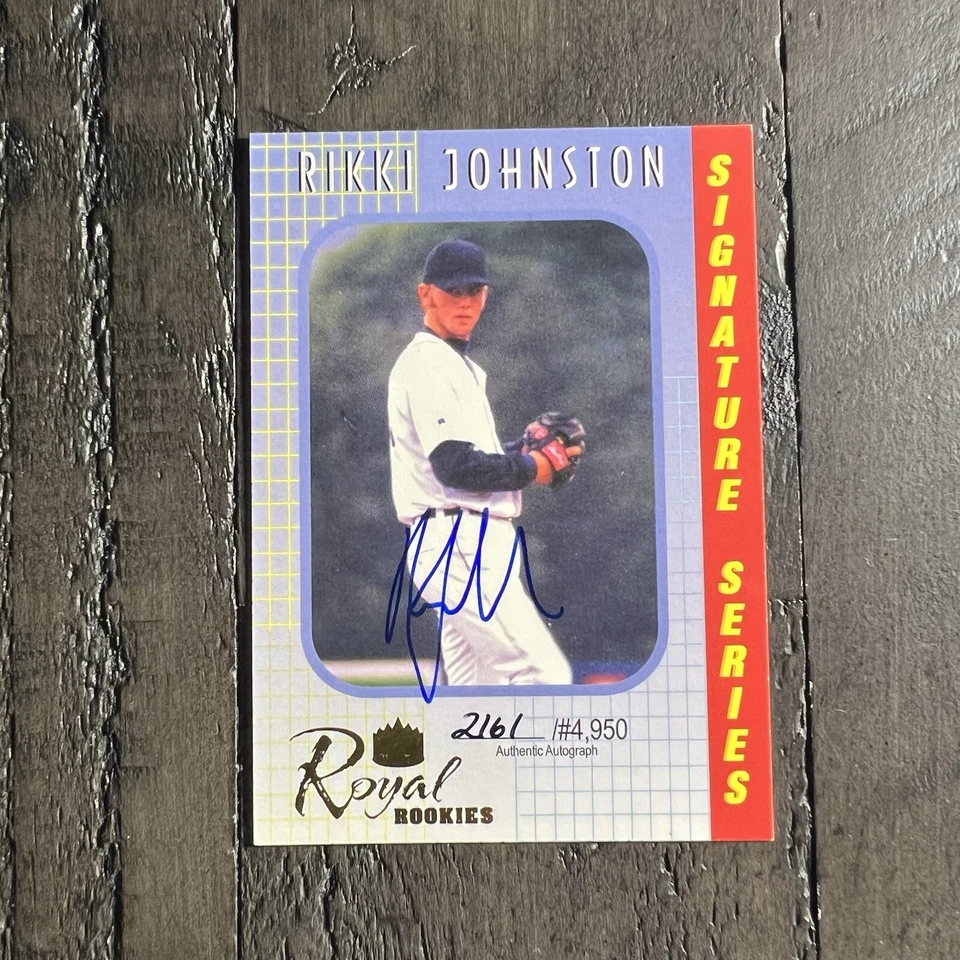 RIKKI JOHNSTON
SIGNATURE SERIES
2161 /#4,950
Authentic Autograph
Royal
ROOKIES